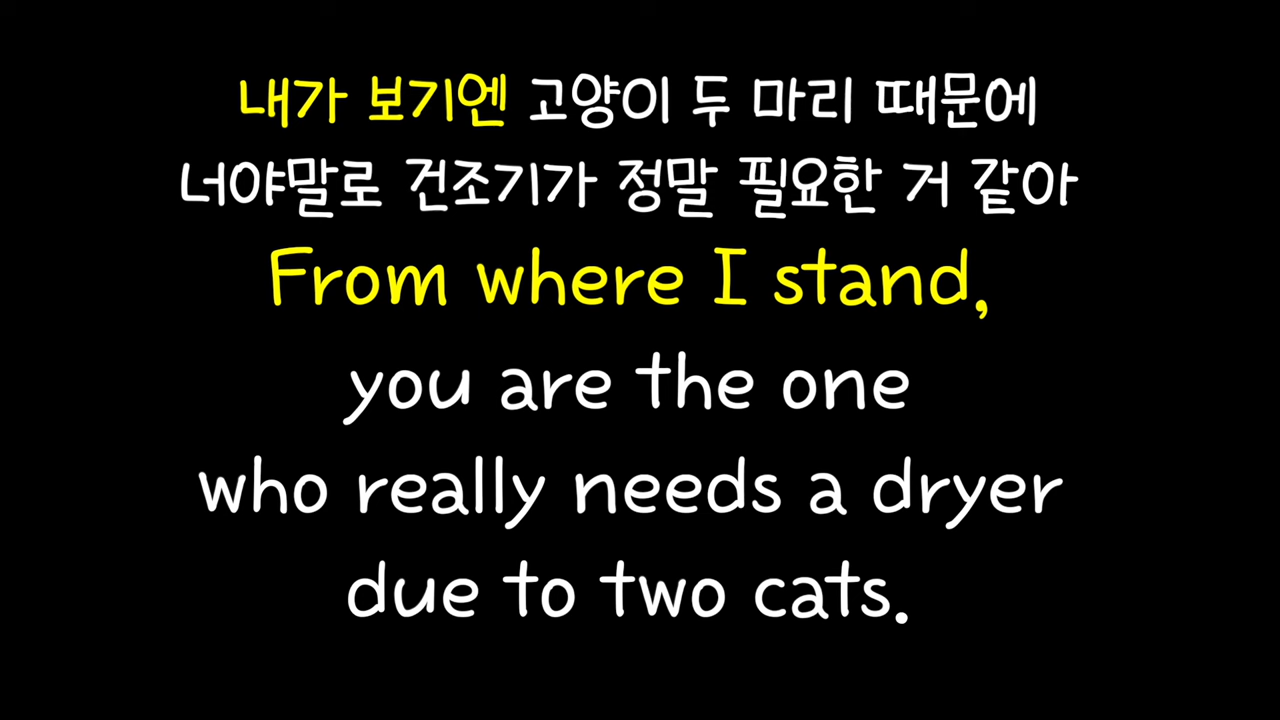 내가 보기엔 고양이 두 마리 때문에
너야말로 건조기가 정말 필요한 거 같아
From where I stand,
you are the one
who really needs a dryer
due to two cats.